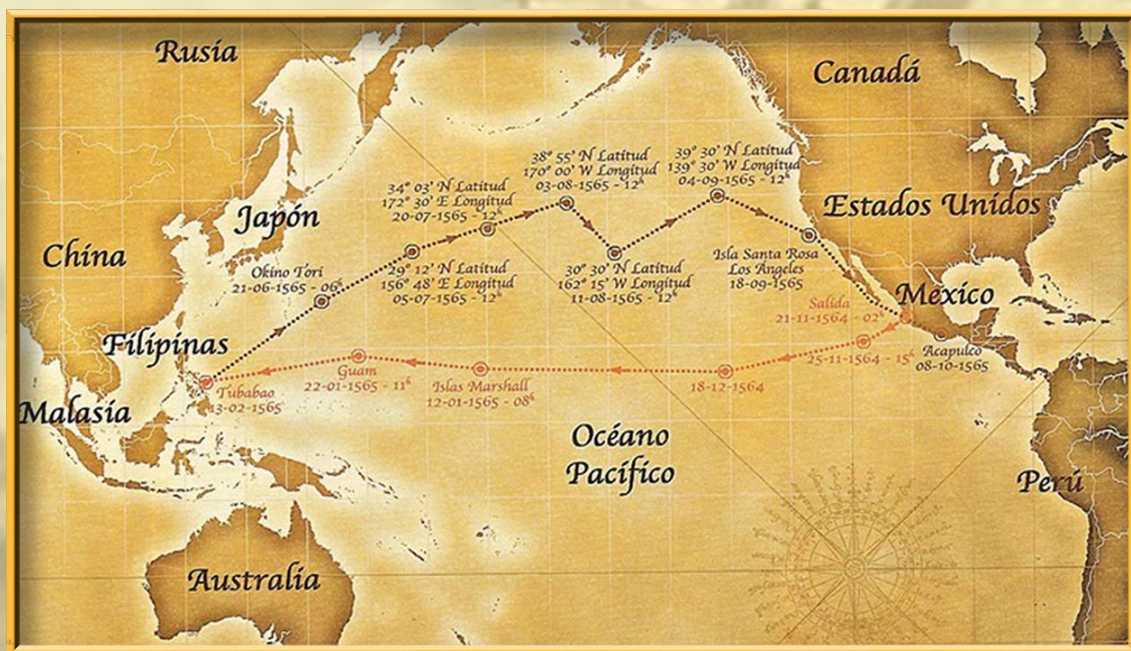 Rusía
Canadá
38° 55' N Latitud
170° 00' W Longitud
03-08-1565 - 12h
39° 30' N Latitud
139° 30' W Longitud
04-09-1565 - 12h
34° 03' N Latitud
172° 30' E Longitud
20-07-1565 - 12h
Japón
Estados Unidos
China
Okino Tori
21-06-1565 - 06h
29° 12' N Latitud
156° 48' E Longitud
05-07-1565 - 12h
30° 30' N Latitud
162° 15' W Longitud
11-08-1565 - 12h
Isla Santa Rosa
Los Angeles
18-09-1565
Salida
21-11-1564 - 02h
Mexico
Filipinas
Guam
22-01-1565 - 11h
Islas Marshall
12-01-1565 - 08h
18-12-1564
25-11-1564 - 15h
Acapulco
08-10-1565
Tubabao
13-02-1565
Malasía
Océano
Pacífico
Perú
Australia